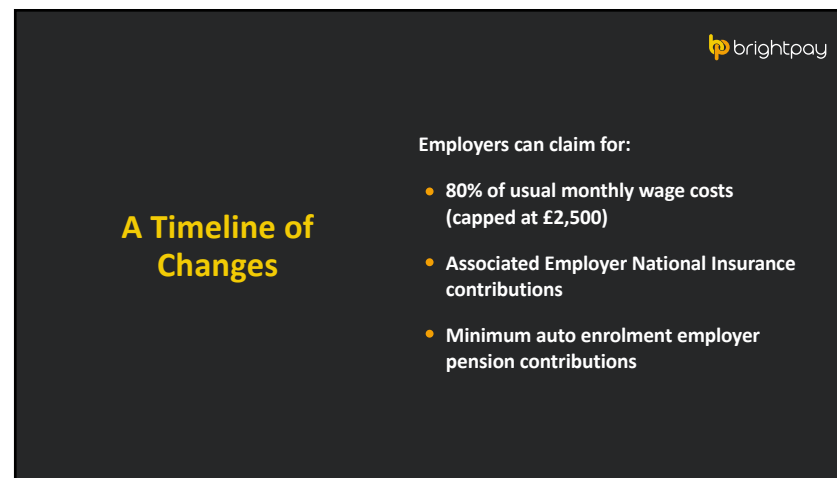 brightpay
Employers can claim for:
A Timeline of
Changes
• 80% of usual monthly wage costs
(capped at £2,500)
• Associated Employer National Insurance
contributions
• Minimum auto enrolment employer
pension contributions